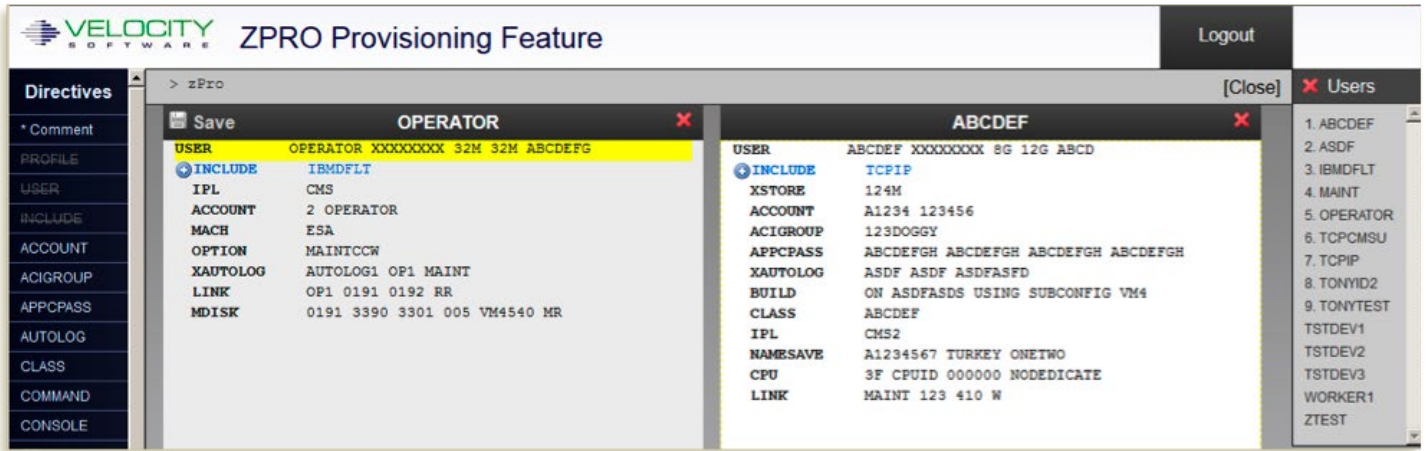 VELOCITY
SOFTWARE
ZPRO Provisioning Feature
Logout
Directives
* Comment
PROFILE
USER
INCLUDE
ACCOUNT
ACIGROUP
APPCPASS
AUTOLOG
CLASS
COMMAND
CONSOLE
> zPro
[Close]
Save
OPERATOR
USER OPERATOR XXXXXXXX 32M 32M ABCDEFG
INCLUDE IBMDFLT
IPL CMS
ACCOUNT 2 OPERATOR
MACH ESA
OPTION MAINTCCW
XAUTOLOG AUTOLOG1 OP1 MAINT
LINK OP1 0191 0192 RR
MDISK 0191 3390 3301 005 VM4540 MR
ABCDEF
USER ABCDEF XXXXXXXX 8G 12G ABCD
INCLUDE TCPIP
XSTORE 124M
ACCOUNT A1234 123456
ACIGROUP 123DOGGY
APPCPASS ABCDEFGH ABCDEFGH ABCDEFGH ABCDEFGH
XAUTOLOG ASDF ASDF ASDFASFD
BUILD ON ASDFASDS USING SUBCONFIG VM4
CLASS ABCDEF
IPL CMS2
NAMESAVE A1234567 TURKEY ONETWO
CPU 3F CPUID 000000 NODEDICATE
LINK MAINT 123 410 W
Users
1. ABCDEF
2. ASDF
3. IBMDFLT
4. MAINT
5. OPERATOR
6. TCPCMSU
7. TCPIP
8. TONYID2
9. TONYTEST
TSTDEV1
TSTDEV2
TSTDEV3
WORKER1
ZTEST